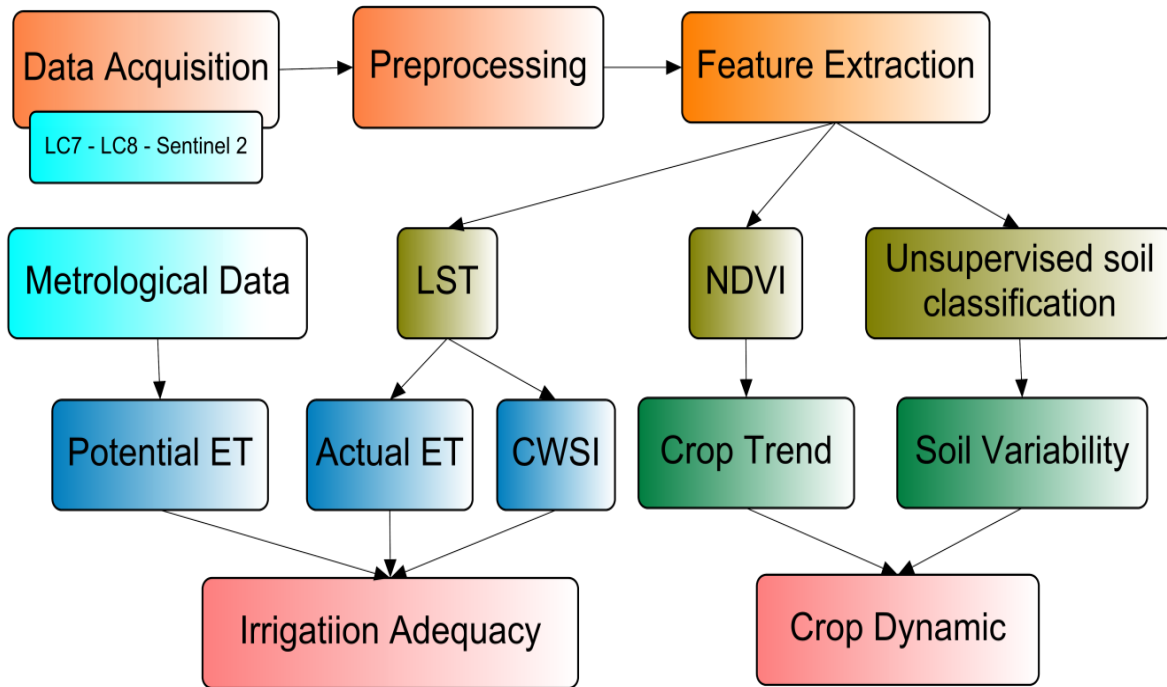 Data Acquisition
Preprocessing
Feature Extraction
LC7 - LC8 - Sentinel 2
Metrological Data
LST
NDVI
Unsupervised soil
classification
Potential ET
Actual ET
CWSI
Crop Trend
Soil Variability
Irrigatiion Adequacy
Crop Dynamic